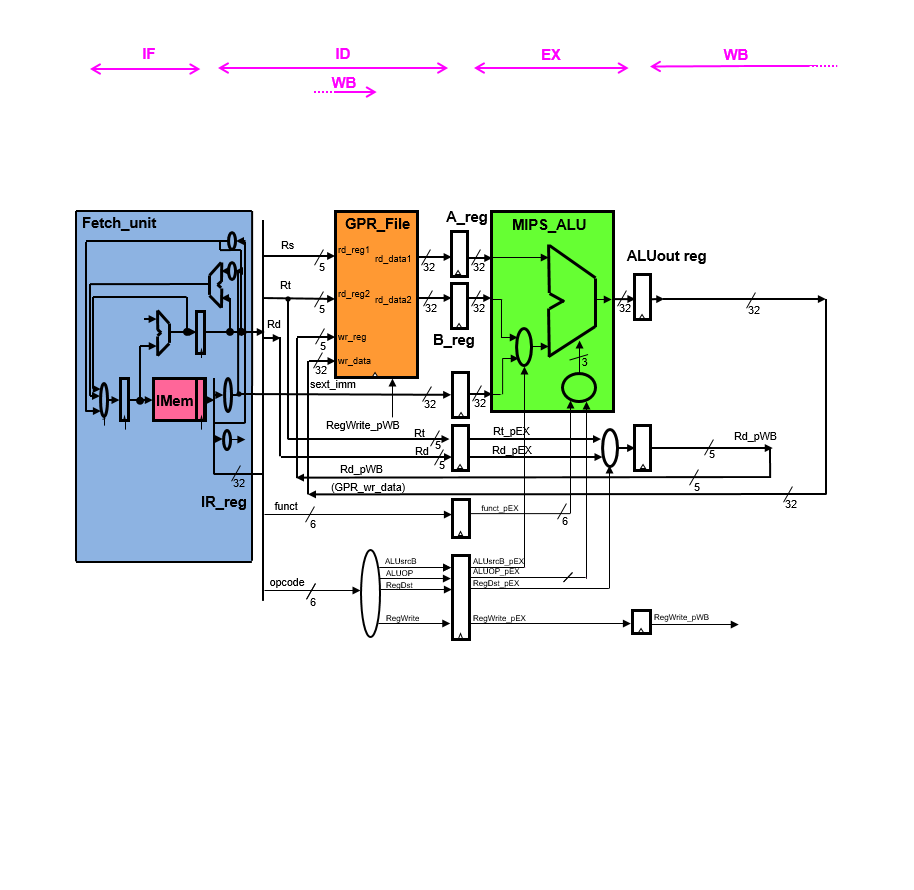 IF
ID
EX
WB
WB
Fetch_unit
GPR_File
A_reg
MIPS_ALU
Rs
rd_reg1
rd_data1
5
32
32
ALUout reg
Rt
rd_reg2
rd_data2
5
32
32
32
32
Rd
B_reg
wr_reg
5
wr_data
32
3
sext_imm
IMem
32
32
RegWrite_pWB
Rt
5
Rt_pEX
Rd_pWB
5
Rd
5
Rd_pEX
Rd_pWB
5
32
(GPR_wr_data)
32
IR_reg
funct
6
funct_pEX
6
ALUsrcB
ALUsrcB_pEX
ALUOP
ALUOP_pEX
opcode
6
RegDst
RegDst_pEX
RegWrite
RegWrite_pEX
RegWrite_pWB